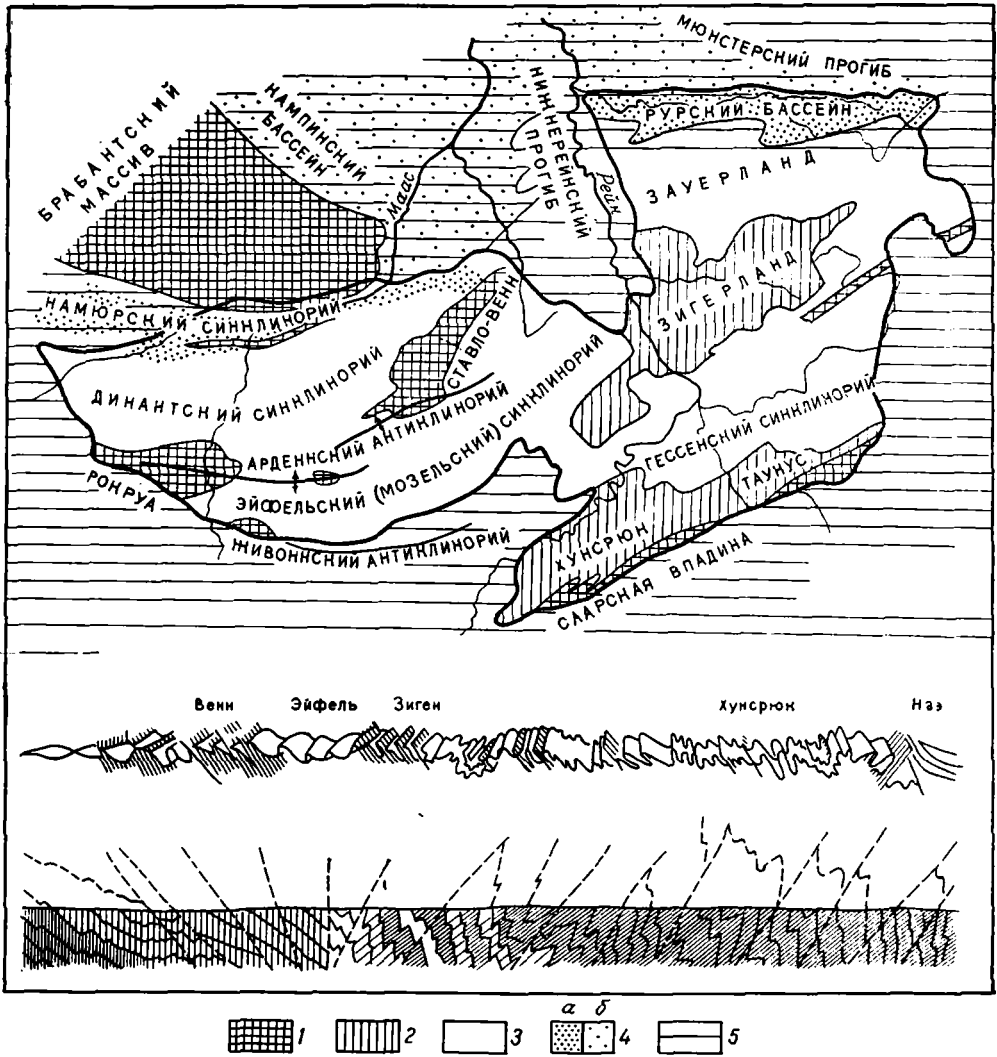 МЮНСТЕРСКИЙ ПРОГИБ
БРАБАНТСКИЙ
МАССИВ
КАМПИНСКИЙ
БАССЕЙН
НИЖНЕРЕЙНСКИЙ
ПРОГИБ
РУРСКИЙ БАССЕЙН
Маас
Рейн
ЗАУЕРЛАНД
ЗИГЕРЛАНД
НАМЮРСКИЙ СИНКЛИНОРИЙ
СТАВЛО-ВЕНН
ДИНАНТСКИЙ СИНКЛИНОРИЙ
АРДЕННСКИЙ АНТИКЛИНОРИЙ
РОКРУА
ЭЙФЕЛЬСКИЙ (МОЗЕЛЬСКИЙ) СИНКЛИНОРИЙ
ГЕССЕНСКИЙ СИНКЛИНОРИЙ
ТАУНУС
ЖИВОННСКИЙ АНТИКЛИНОРИЙ
ХУНСРЮК
СААРСКАЯ ВПАДИНА
Венн Эйфель Зиген Хунсрюк Наэ
а б
1 2 3 4 5